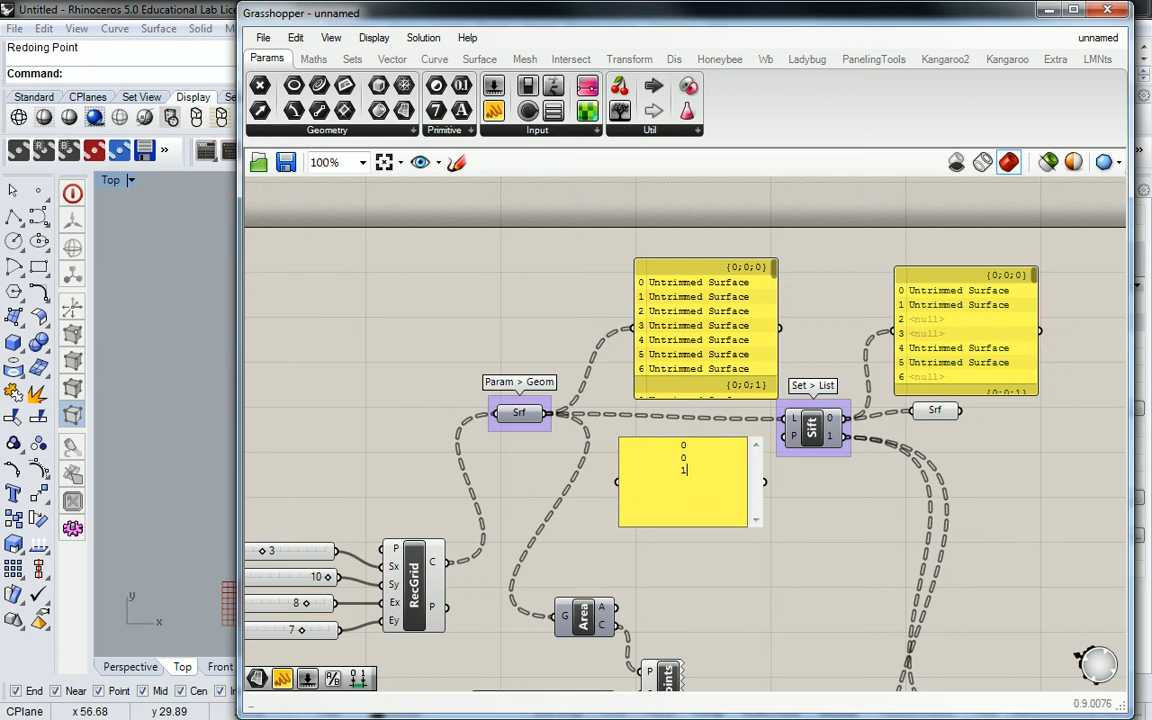 Untitled - Rhinoceros 5.0 Educational Lab Lice
File Edit View Curve Surface Solid
Redoing Point
Command:
Standard CPlanes Set View Display
Top
Grasshopper - unnamed
File Edit View Display Solution Help
unnamed
Params Maths Sets Vector Curve Surface Mesh Intersect Transform Dis Honeybee Wb Ladybug PanelingTools Kangaroo2 Kangaroo Extra LMNts
Geometry Primitive Input Util
100%
{0;0;0}
0 Untrimmed Surface
1 Untrimmed Surface
2 Untrimmed Surface
3 Untrimmed Surface
4 Untrimmed Surface
5 Untrimmed Surface
6 Untrimmed Surface
{0;0;1}
{0;0;0}
0 Untrimmed Surface
1 Untrimmed Surface
2 <null>
3 <null>
4 Untrimmed Surface
5 Untrimmed Surface
6 <null>
{0;0;1}
Param > Geom
Srf
Set > List
L P Sift 0 1
Srf
0
0
1
3
10
8
7
P Sx Sy Ex Ey RecGrid C P
G Area A C
P
y
x
Perspective Top Front
End Near Point Mid Cen
CPlane x 56.68 y 29.89
0.9.0076